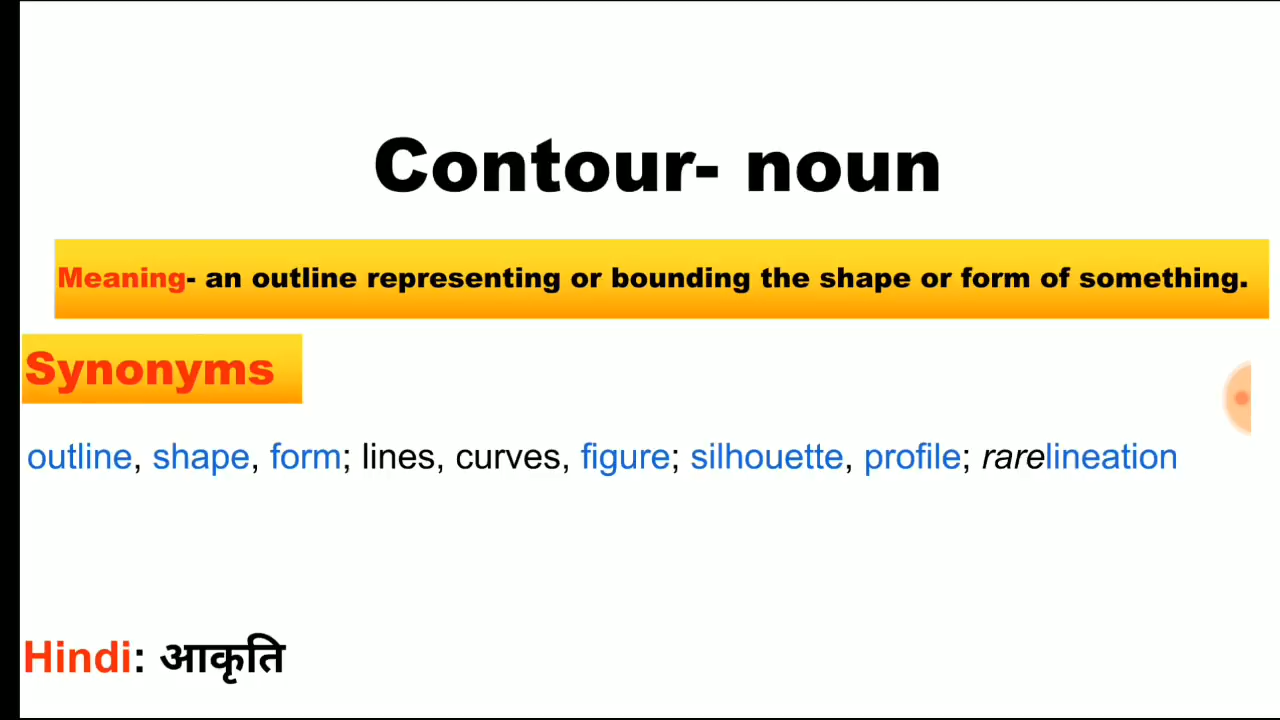 Contour- noun
Meaning- an outline representing or bounding the shape or form of something.
Synonyms
outline, shape, form; lines, curves, figure; silhouette, profile; rarelineation
Hindi: आकृति